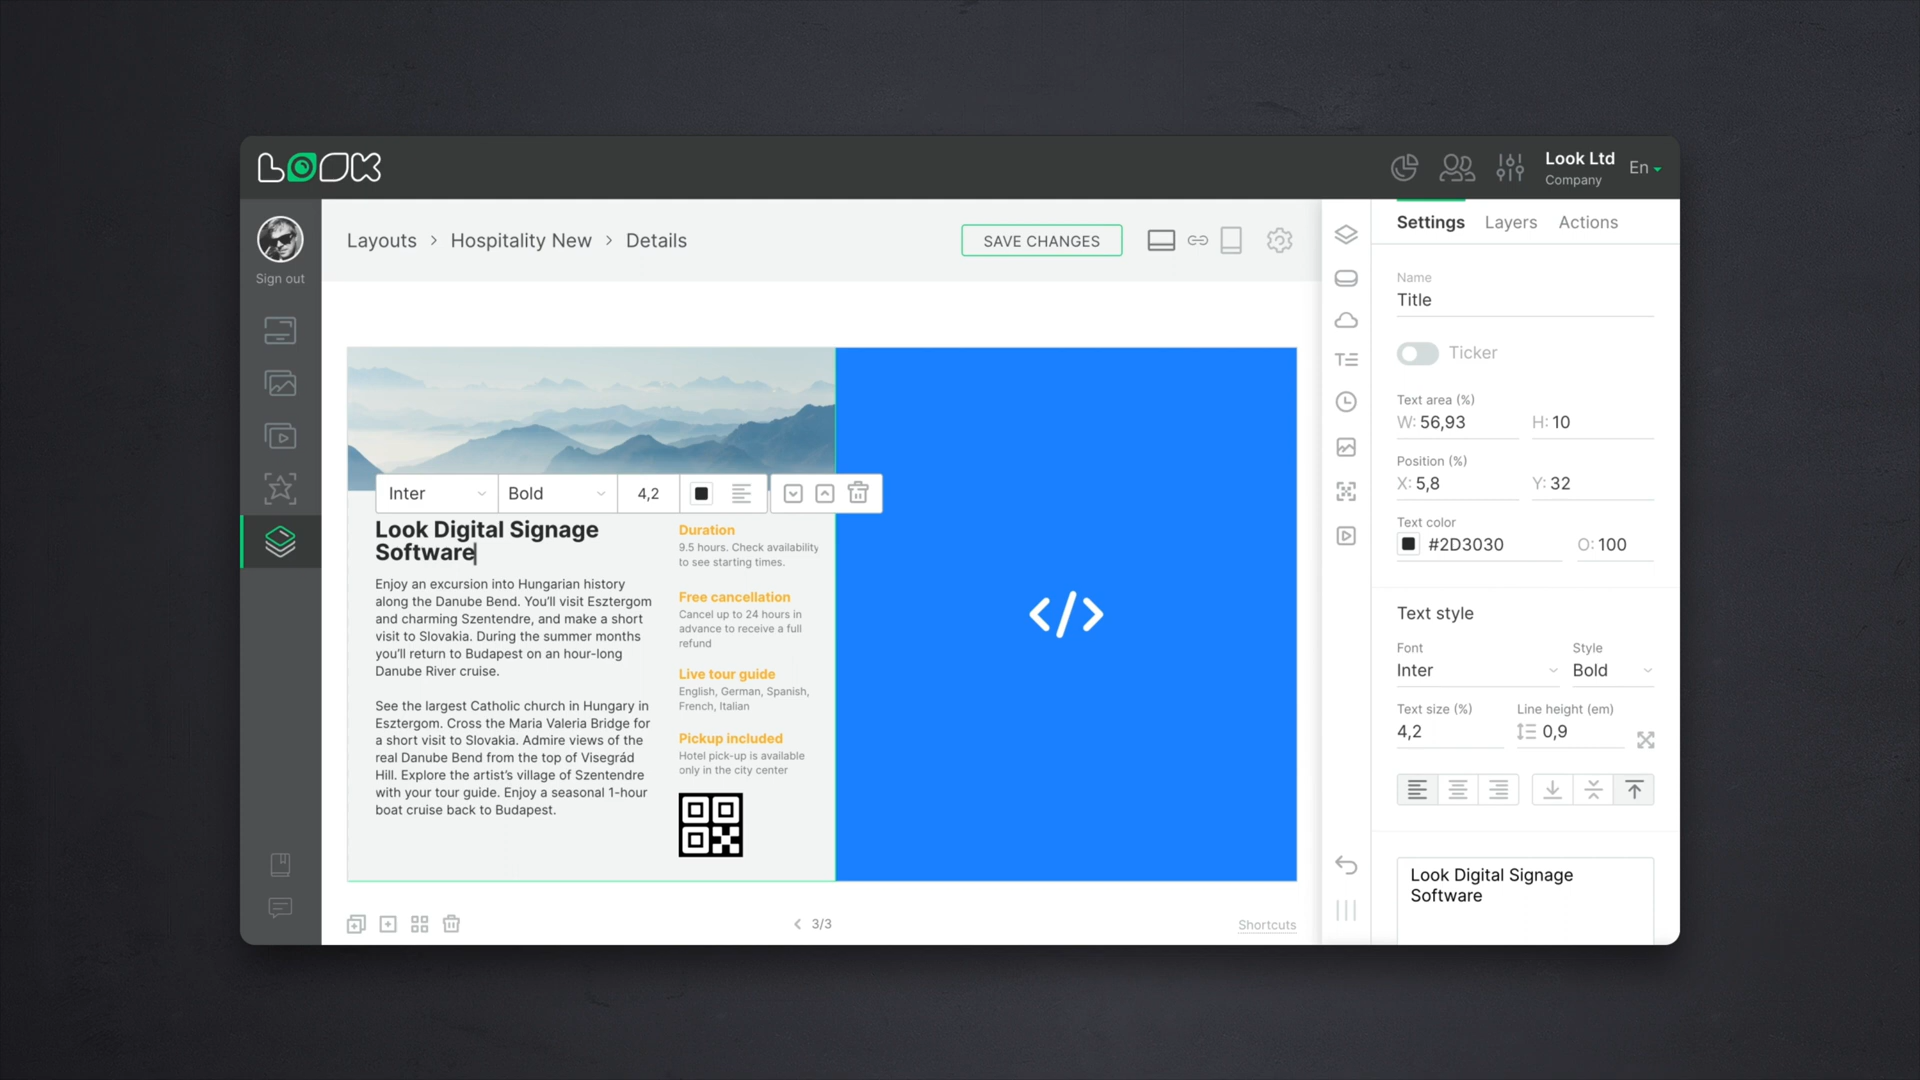 LOOK
Look Ltd
Company
En
Sign out
Layouts > Hospitality New > Details
SAVE CHANGES
Inter
Bold
4,2
Look Digital Signage
Software
Enjoy an excursion into Hungarian history
along the Danube Bend. You'll visit Esztergom
and charming Szentendre, and make a short
visit to Slovakia. During the summer months
you'll return to Budapest on an hour-long
Danube River cruise.
See the largest Catholic church in Hungary in
Esztergom. Cross the Maria Valeria Bridge for
a short visit to Slovakia. Admire views of the
real Danube Bend from the top of Visegrád
Hill. Explore the artist's village of Szentendre
with your tour guide. Enjoy a seasonal 1-hour
boat cruise back to Budapest.
Duration
9.5 hours. Check availability
to see starting times.
Free cancellation
Cancel up to 24 hours in
advance to receive a full
refund
Live tour guide
English, German, Spanish,
French, Italian
Pickup included
Hotel pick-up is available
only in the city center
</>
3/3
Shortcuts
Settings Layers Actions
Name
Title
Ticker
Text area (%)
W: 56,93 H: 10
Position (%)
X: 5,8 Y: 32
Text color
#2D3030 O: 100
Text style
Font Style
Inter Bold
Text size (%) Line height (em)
4,2 0,9
Look Digital Signage
Software